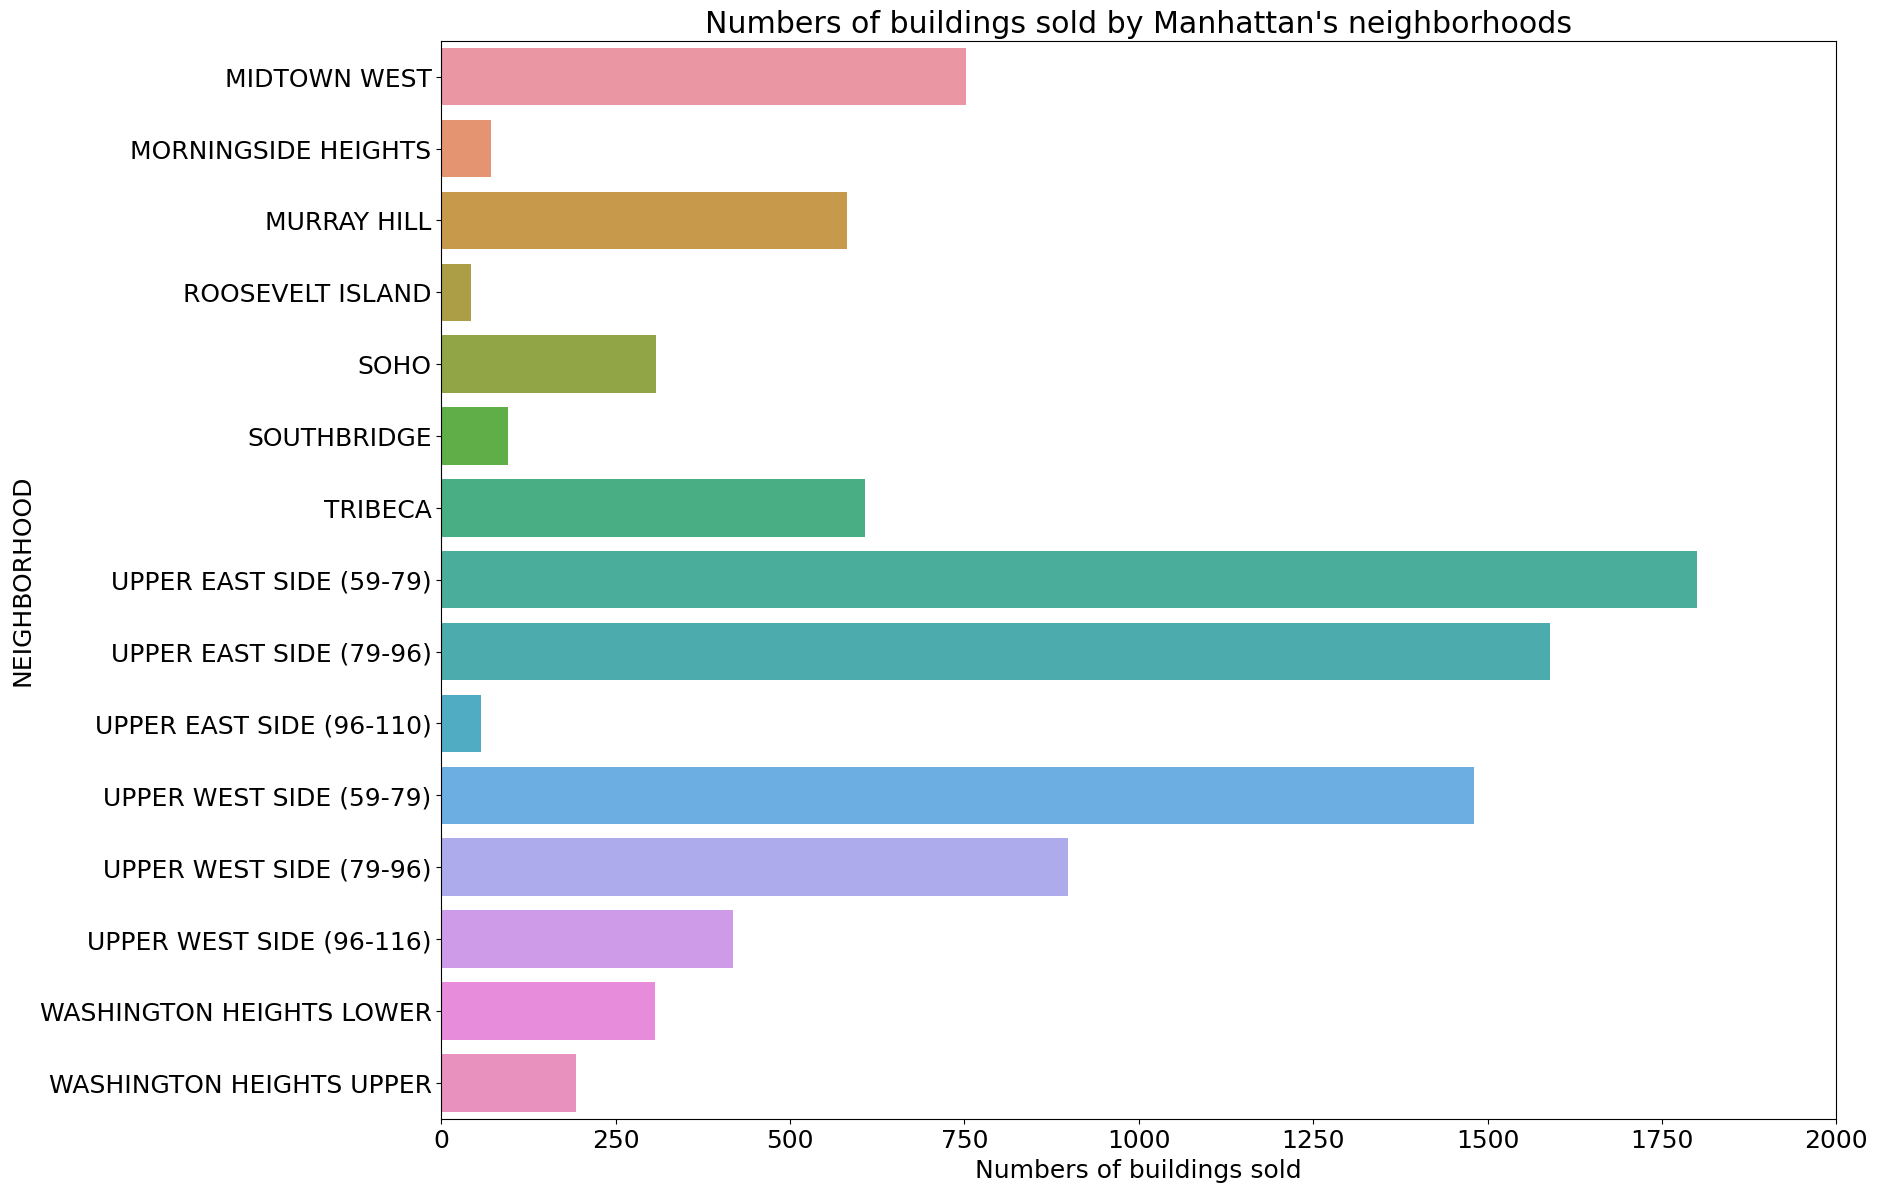 Numbers of buildings sold by Manhattan's neighborhoods
NEIGHBORHOOD
MIDTOWN WEST
MORNINGSIDE HEIGHTS
MURRAY HILL
ROOSEVELT ISLAND
SOHO
SOUTHBRIDGE
TRIBECA
UPPER EAST SIDE (59-79)
UPPER EAST SIDE (79-96)
UPPER EAST SIDE (96-110)
UPPER WEST SIDE (59-79)
UPPER WEST SIDE (79-96)
UPPER WEST SIDE (96-116)
WASHINGTON HEIGHTS LOWER
WASHINGTON HEIGHTS UPPER
0 250 500 750 1000 1250 1500 1750 2000
Numbers of buildings sold